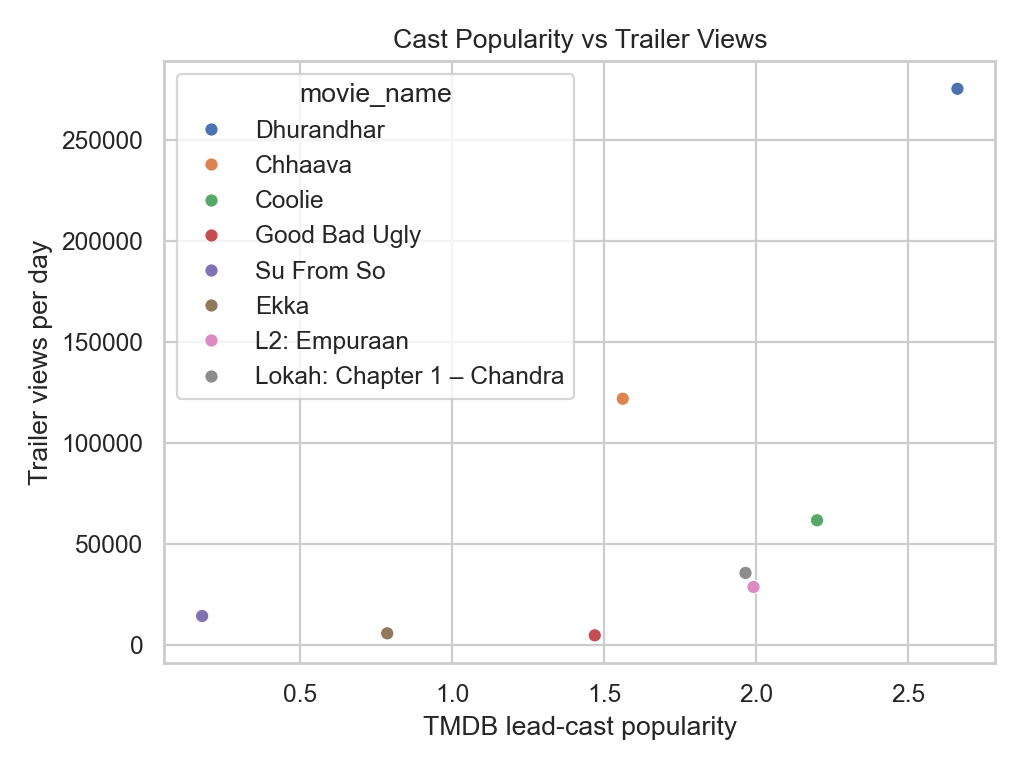 Cast Popularity vs Trailer Views
movie_name
Dhurandhar
Chhaava
Coolie
Good Bad Ugly
Su From So
Ekka
L2: Empuraan
Lokah: Chapter 1 – Chandra
Trailer views per day
250000
200000
150000
100000
50000
0
0.5 1.0 1.5 2.0 2.5
TMDB lead-cast popularity